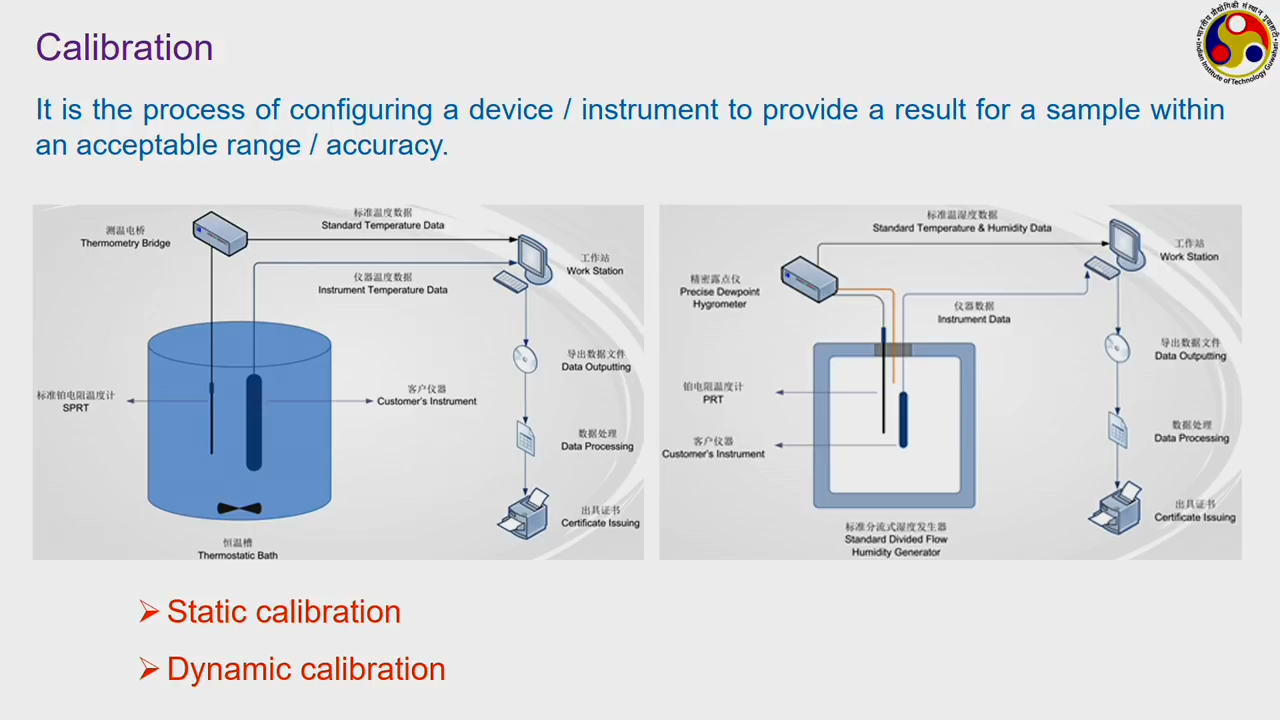 Calibration
It is the process of configuring a device / instrument to provide a result for a sample within
an acceptable range / accuracy.
测温电桥
Thermometry Bridge
标准温度数据
Standard Temperature Data
工作站
Work Station
仪器温度数据
Instrument Temperature Data
导出数据文件
Data Outputting
标准铂电阻温度计
SPRT
客户仪器
Customer's Instrument
数据处理
Data Processing
出具证书
Certificate Issuing
恒温槽
Thermostatic Bath
标准温湿度数据
Standard Temperature & Humidity Data
工作站
Work Station
精密露点仪
Precise Dewpoint
Hygrometer
仪器数据
Instrument Data
导出数据文件
Data Outputting
铂电阻温度计
PRT
客户仪器
Customer's Instrument
数据处理
Data Processing
出具证书
Certificate Issuing
标准分流式湿度发生器
Standard Divided Flow
Humidity Generator
➢ Static calibration
➢ Dynamic calibration
भारतीय प्रौद्योगिकी संस्थान गुवाहाटी
Indian Institute of Technology Guwahati